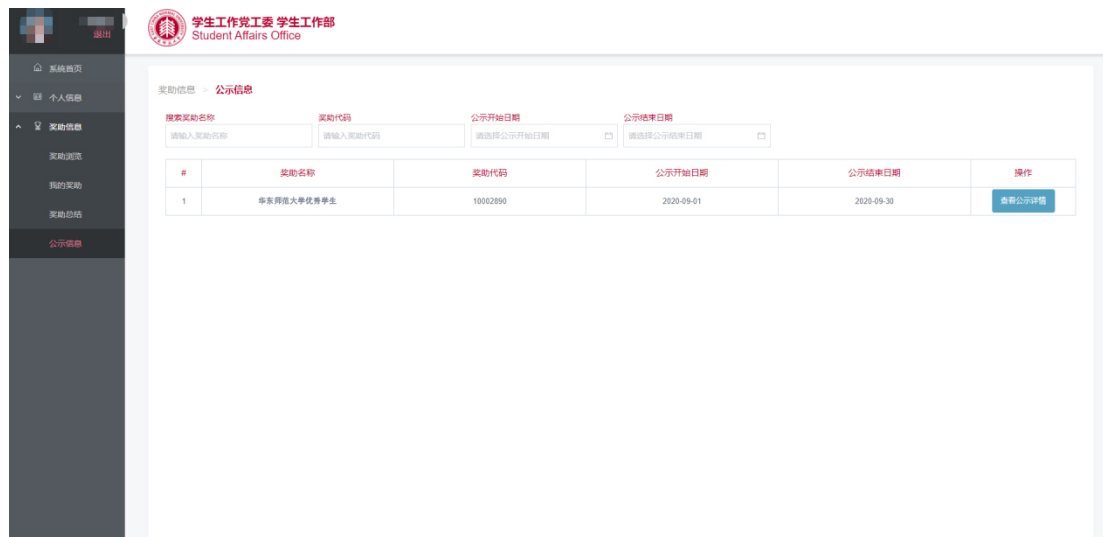 退出
学生工作党工委 学生工作部
Student Affairs Office
系统首页
个人信息
奖助信息
奖助浏览
我的奖助
奖助总结
公示信息
奖助信息 > 公示信息
搜索奖助名称 奖助代码 公示开始日期 公示结束日期
请输入奖助名称 请输入奖助代码 请选择公示开始日期 请选择公示结束日期
# 奖助名称 奖助代码 公示开始日期 公示结束日期 操作
1 华东师范大学优秀学生 10002890 2020-09-01 2020-09-30 查看公示详情